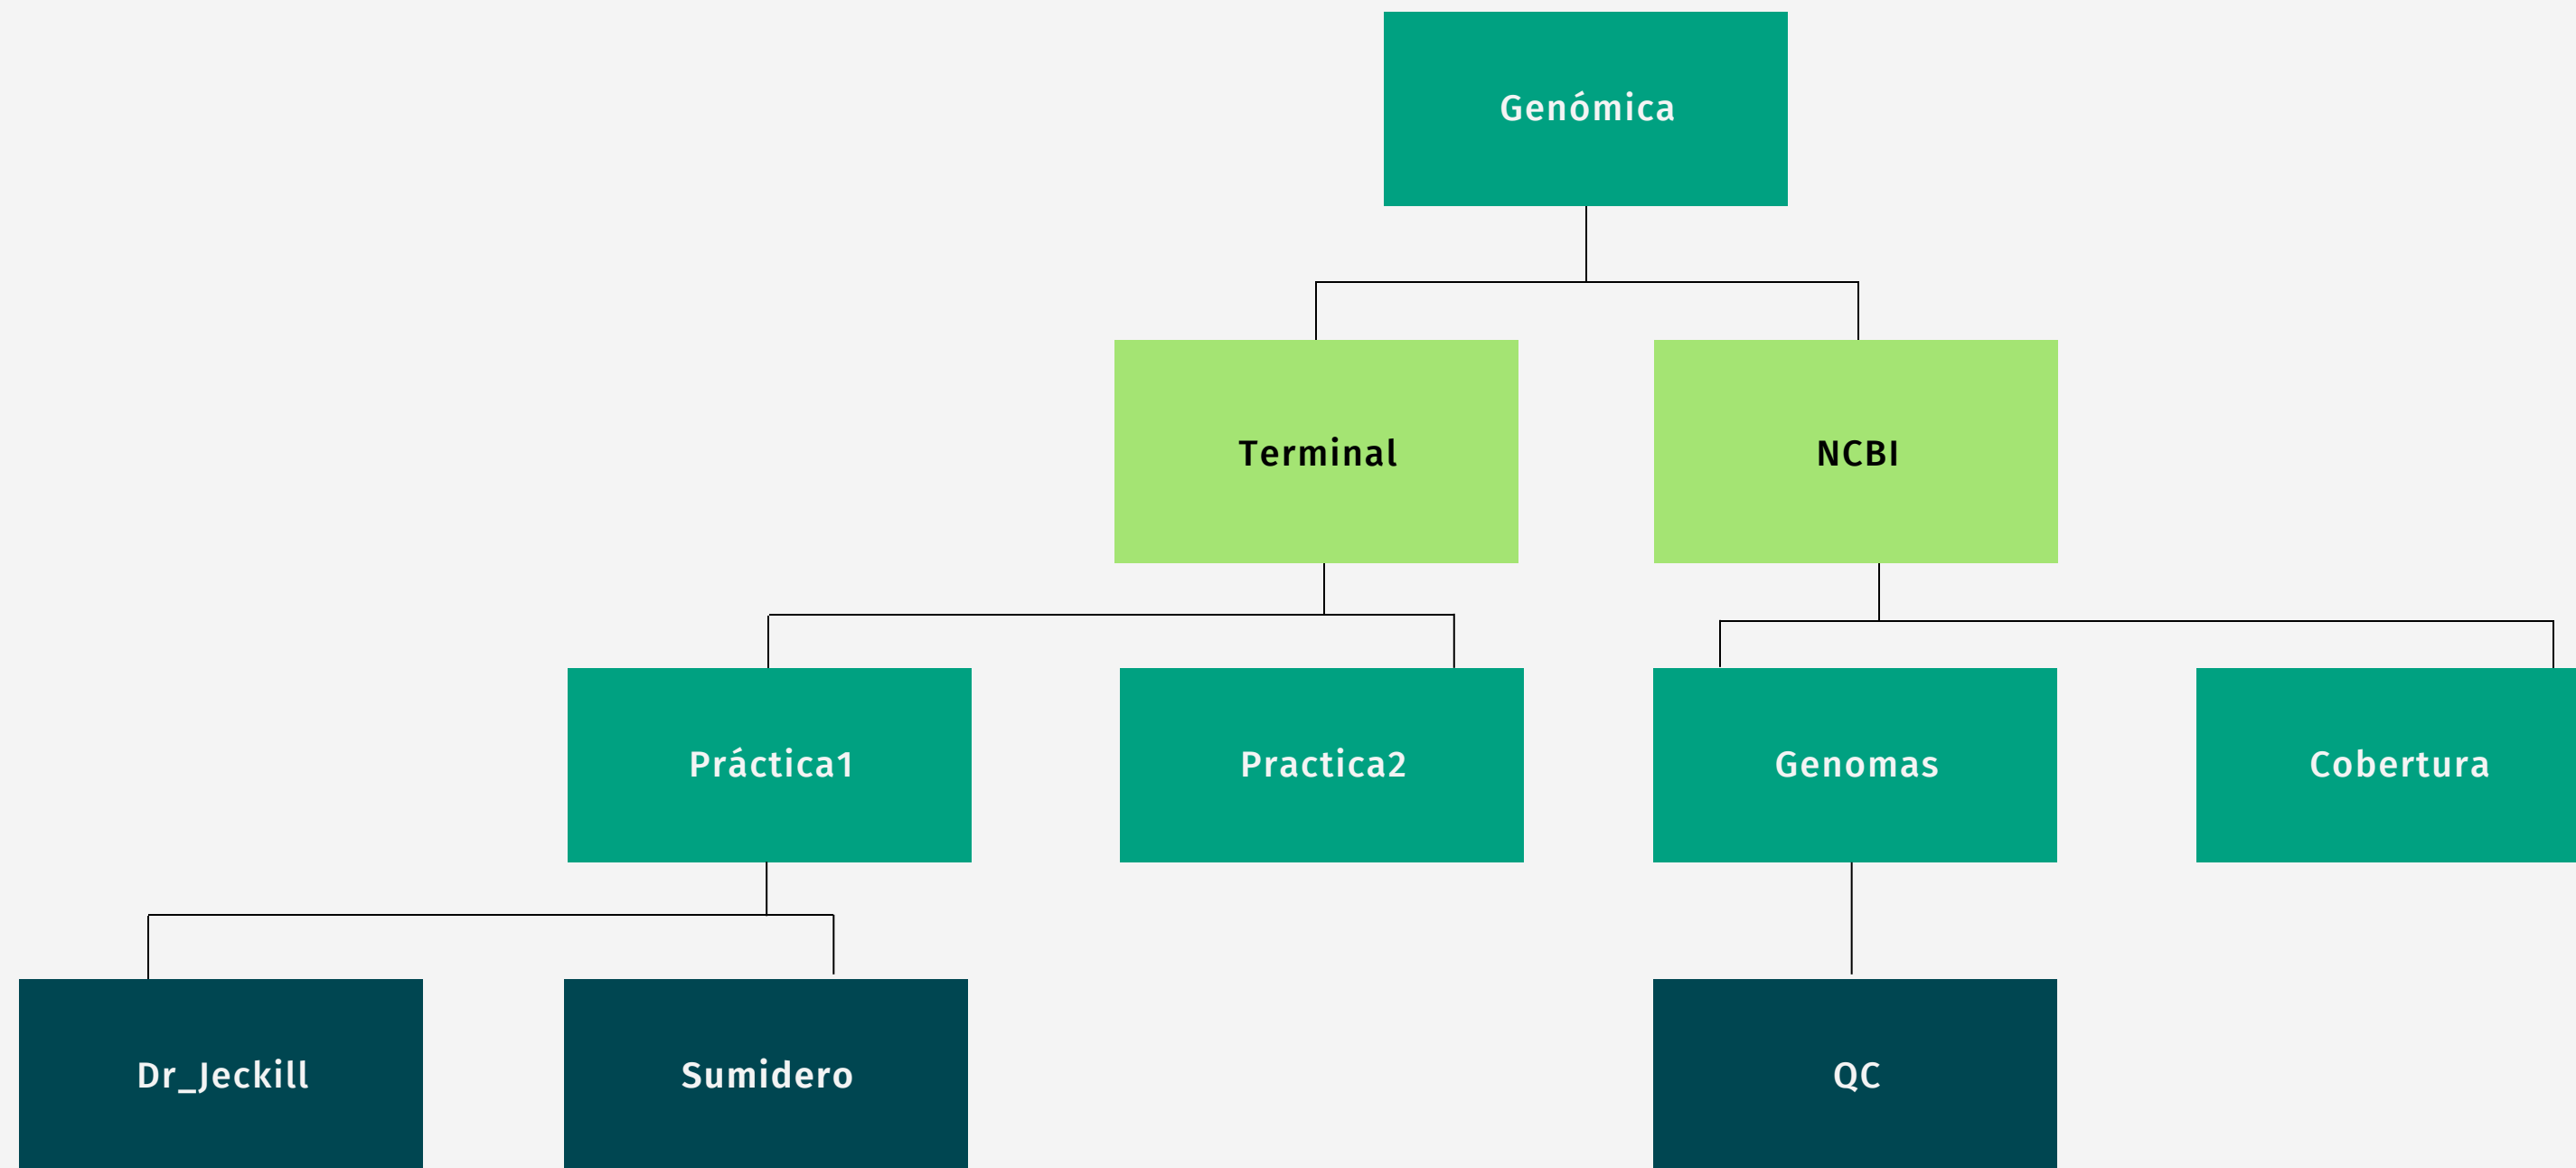 Genómica
Terminal
NCBI
Práctica1
Practica2
Genomas
Cobertura
Dr_Jeckill
Sumidero
QC